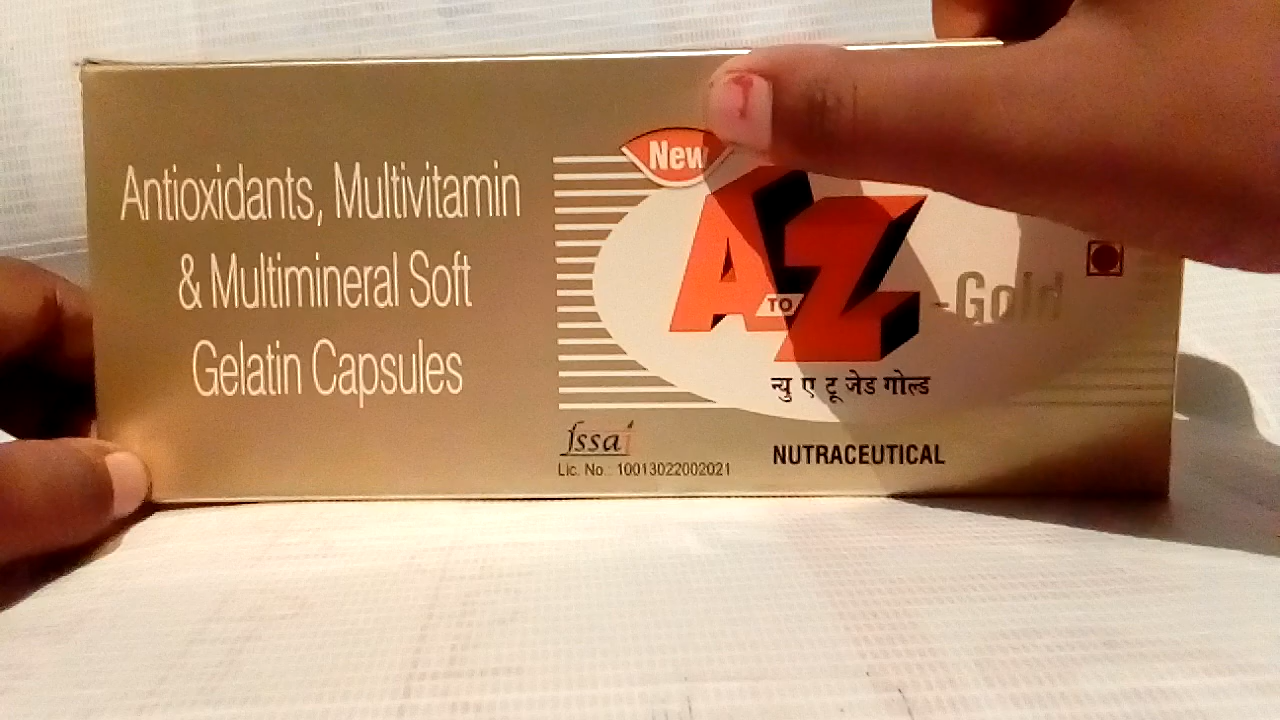 Antioxidants, Multivitamin
& Multimineral Soft
Gelatin Capsules
New
A TO Z -Gold
न्यु ए टू जेड गोल्ड
fssai
Lic. No.: 10013022002021
NUTRACEUTICAL